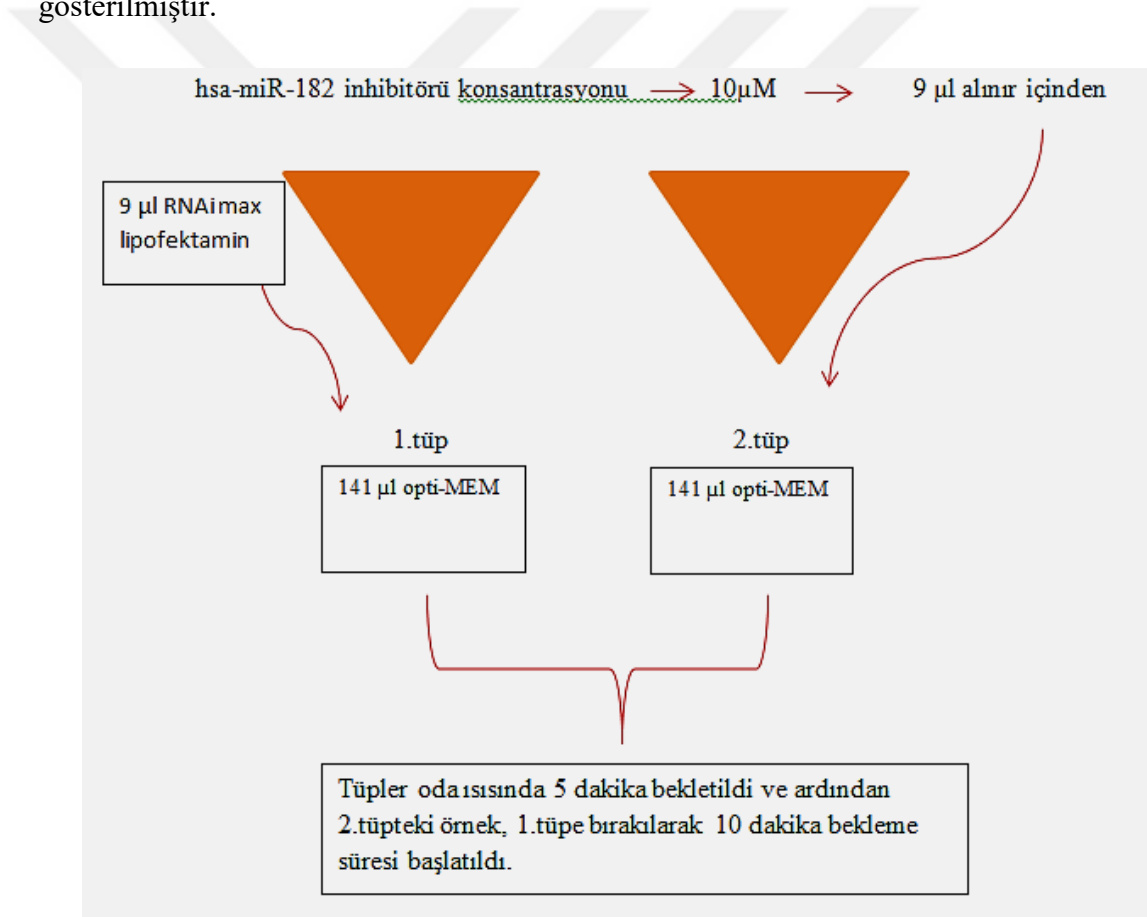 gösterilmiştir.
hsa-miR-182 inhibitörü konsantrasyonu → 10µM → 9 µl alınır içinden
9 µl RNAimax
lipofektamin
1.tüp
2.tüp
141 µl opti-MEM
141 µl opti-MEM
Tüpler oda ısısında 5 dakika bekletildi ve ardından
2.tüpteki örnek, 1.tüpe bırakılarak 10 dakika bekleme
süresi başlatıldı.